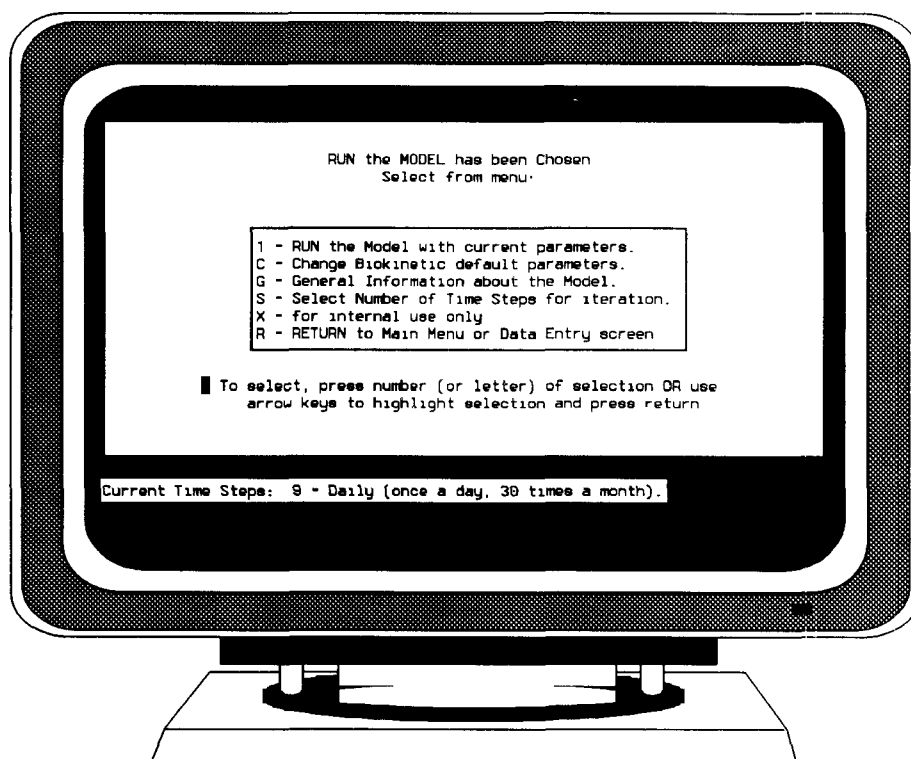 RUN the MODEL has been Chosen
Select from menu·
1 - RUN the Model with current parameters.
C - Change Biokinetic default parameters.
G - General Information about the Model.
S - Select Number of Time Steps for iteration.
X - for internal use only
R - RETURN to Main Menu or Data Entry screen
To select, press number (or letter) of selection OR use
arrow keys to highlight selection and press return
Current Time Steps: 9 - Daily (once a day, 30 times a month).